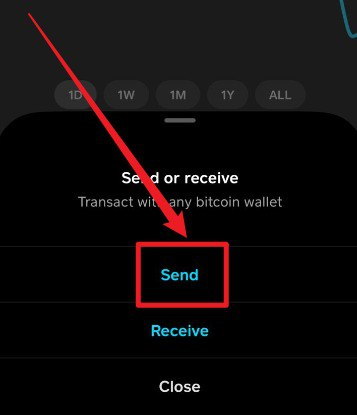 1D 1W 1M 1Y ALL
Send or receive
Transact with any bitcoin wallet
Send
Receive
Close